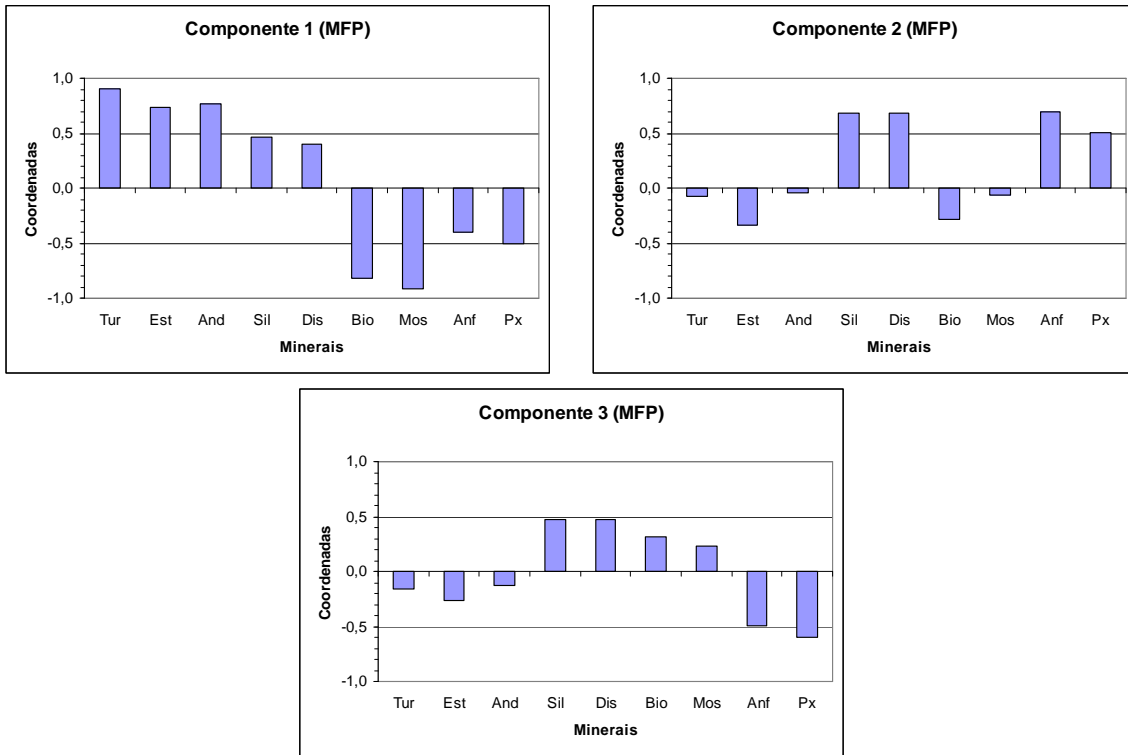 Componente 1 (MFP)
1,0
0,5
0,0
-0,5
-1,0
Coordenadas
Tur Est And Sil Dis Bio Mos Anf Px
Minerais
Componente 2 (MFP)
1,0
0,5
0,0
-0,5
-1,0
Coordenadas
Tur Est And Sil Dis Bio Mos Anf Px
Minerais
Componente 3 (MFP)
1,0
0,5
0,0
-0,5
-1,0
Coordenadas
Tur Est And Sil Dis Bio Mos Anf Px
Minerais